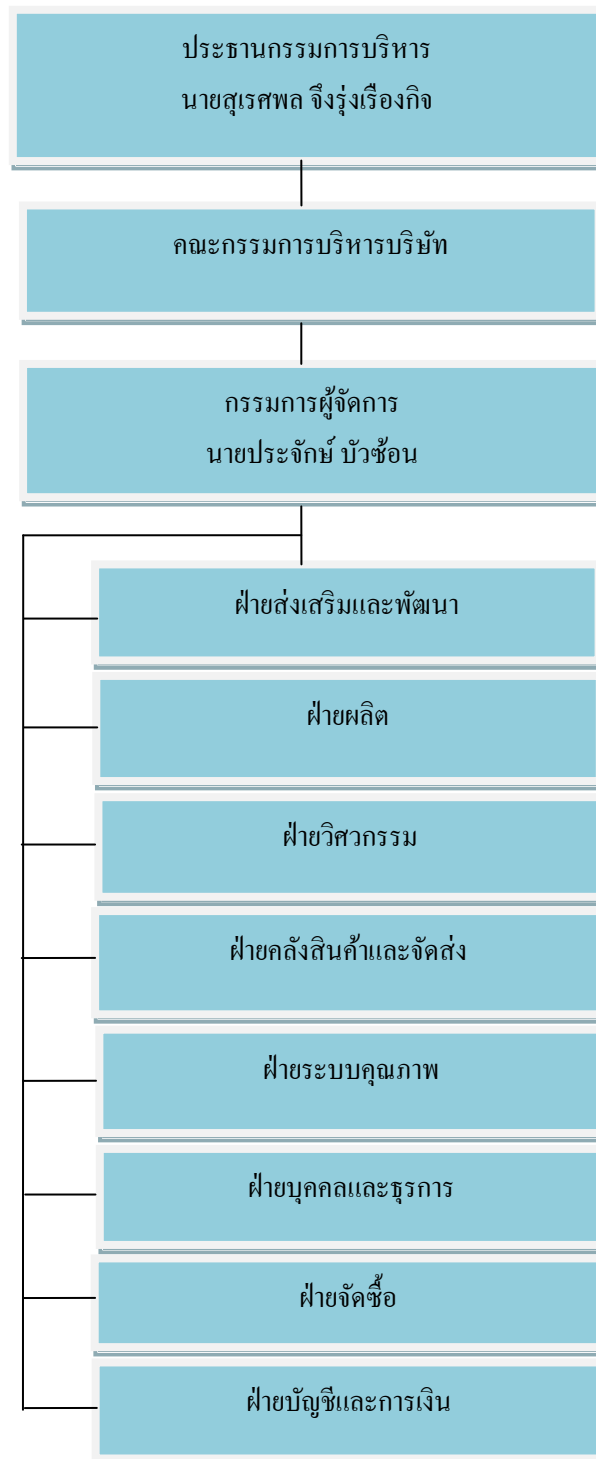 ประธานกรรมการบริหาร
นายสุเรศพล จึงรุ่งเรืองกิจ
คณะกรรมการบริหารบริษัท
กรรมการผู้จัดการ
นายประจักษ์ บัวซ้อน
ฝ่ายส่งเสริมและพัฒนา
ฝ่ายผลิต
ฝ่ายวิศวกรรม
ฝ่ายคลังสินค้าและจัดส่ง
ฝ่ายระบบคุณภาพ
ฝ่ายบุคคลและธุรการ
ฝ่ายจัดซื้อ
ฝ่ายบัญชีและการเงิน